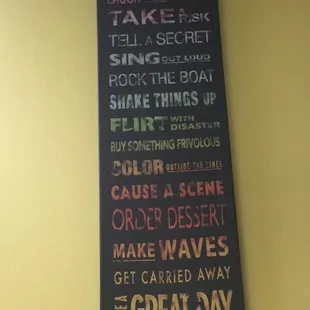 LAUGH
TAKE A RISK
TELL A SECRET
SING OUT LOUD
ROCK THE BOAT
SHAKE THINGS UP
FLIRT WITH DISASTER
BUY SOMETHING FRIVOLOUS
COLOR OUTSIDE THE LINES
CAUSE A SCENE
ORDER DESSERT
MAKE WAVES
GET CARRIED AWAY
A GREAT DAY